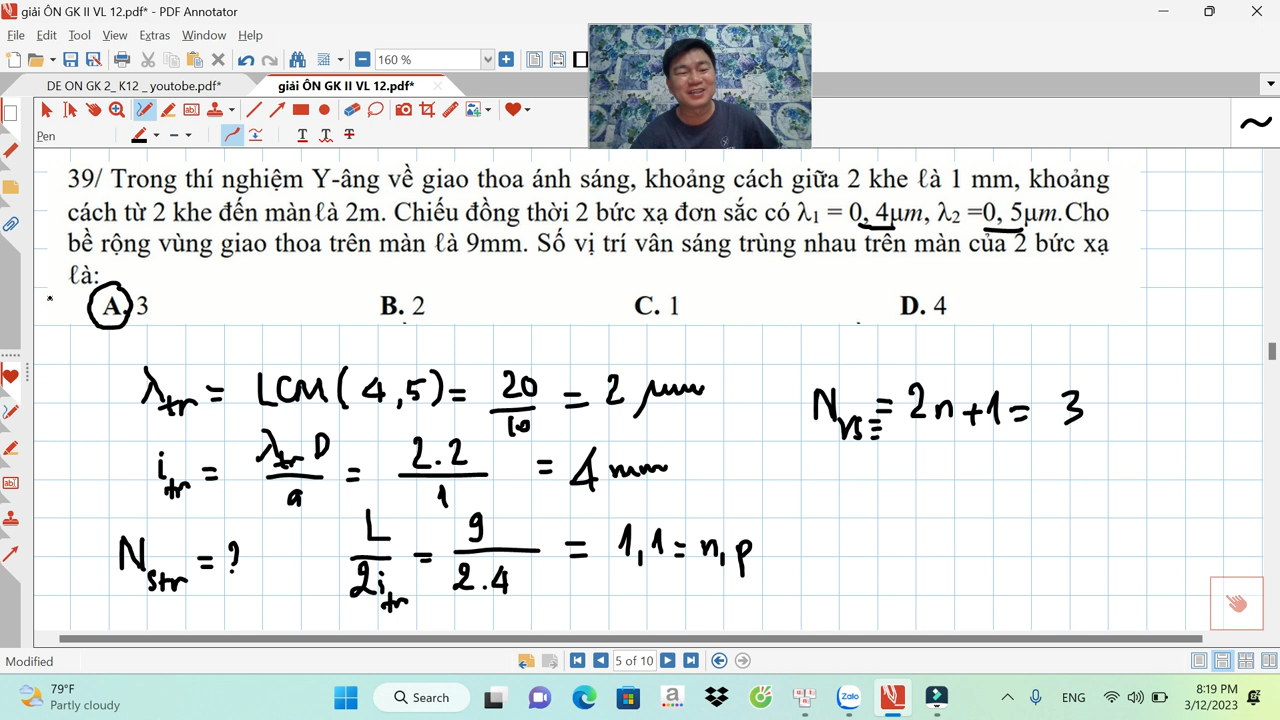 giải ÔN GK II VL 12.pdf* - PDF Annotator
File Edit Tool View Extras Window Help
160 %
DE ON GK 2_ K12 _ youtobe.pdf*
giải ÔN GK II VL 12.pdf*
Pen
39/ Trong thí nghiệm Y-âng về giao thoa ánh sáng, khoảng cách giữa 2 khe ℓà 1 mm, khoảng
cách từ 2 khe đến màn ℓà 2m. Chiếu đồng thời 2 bức xạ đơn sắc có λ₁ = 0, 4μm, λ₂ =0, 5μm.Cho
bề rộng vùng giao thoa trên màn ℓà 9mm. Số vị trí vân sáng trùng nhau trên màn của 2 bức xạ
ℓà:
A. 3 B. 2 C. 1 D. 4
λtr = LCM( 4,5) = 20/10 = 2 μm
itr = λtr D/a = 2.2/1 = 4 mm
Nstr = ? L/2itr = 9/2.4 = 1,1 = n,p
NVS≡ = 2n+1 = 3
Modified
5 of 10
79°F
Partly cloudy
Search
Zalo
ENG
8:19 PM
3/12/2023